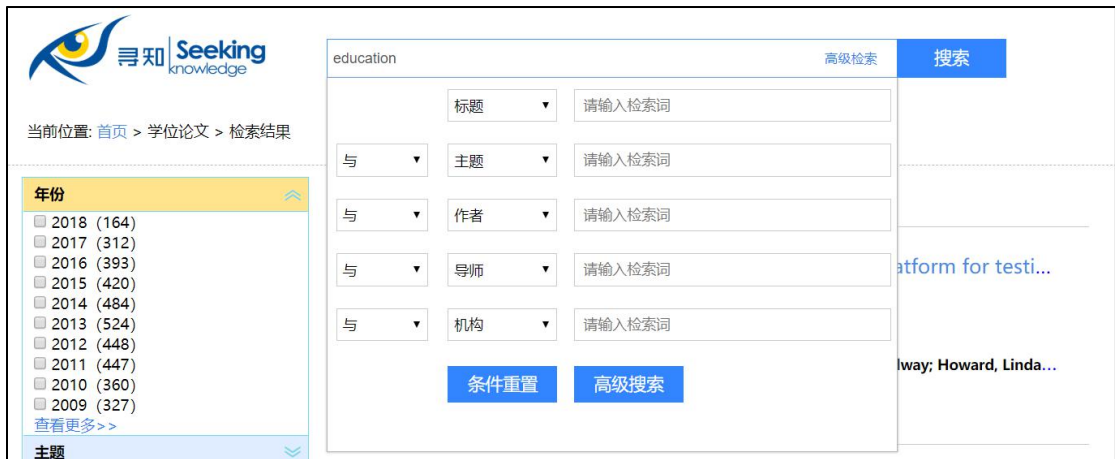 寻知 Seeking
knowledge
education 高级检索 搜索
当前位置: 首页 > 学位论文 > 检索结果
标题 请输入检索词
与 主题 请输入检索词
与 作者 请输入检索词
与 导师 请输入检索词
与 机构 请输入检索词
条件重置 高级搜索
年份
2018 (164)
2017 (312)
2016 (393)
2015 (420)
2014 (484)
2013 (524)
2012 (448)
2011 (447)
2010 (360)
2009 (327)
查看更多>>
主题
atform for testi...
lway; Howard, Linda...